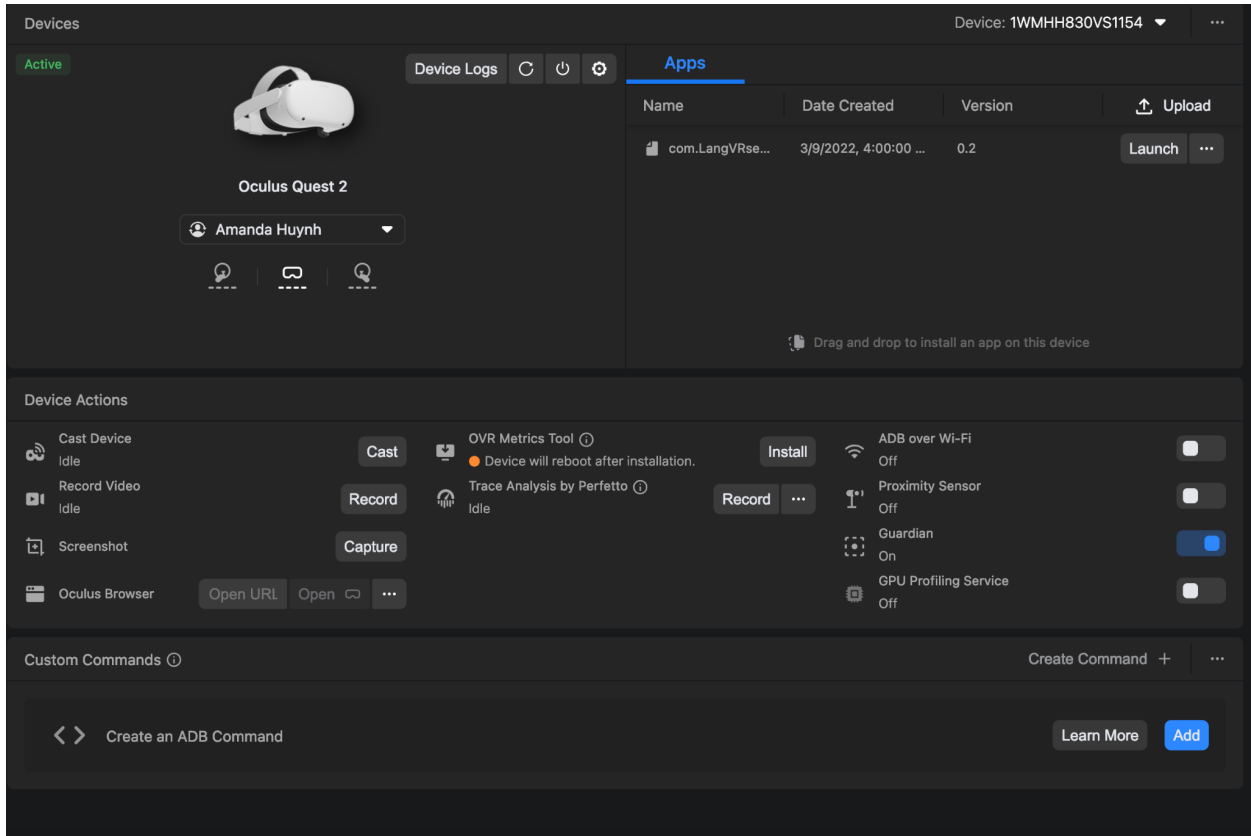 Devices
Device: 1WMHH830VS1154
Active
Device Logs
Oculus Quest 2
Amanda Huynh
Apps
Name Date Created Version Upload
com.LangVRse... 3/9/2022, 4:00:00 ... 0.2 Launch ...
Drag and drop to install an app on this device
Device Actions
Cast Device
Idle
Cast
Record Video
Idle
Record
Screenshot
Capture
Oculus Browser
Open URL Open ...
OVR Metrics Tool
Device will reboot after installation.
Install
Trace Analysis by Perfetto
Idle
Record ...
ADB over Wi-Fi
Off
Proximity Sensor
Off
Guardian
On
GPU Profiling Service
Off
Custom Commands
Create Command +
Create an ADB Command
Learn More
Add